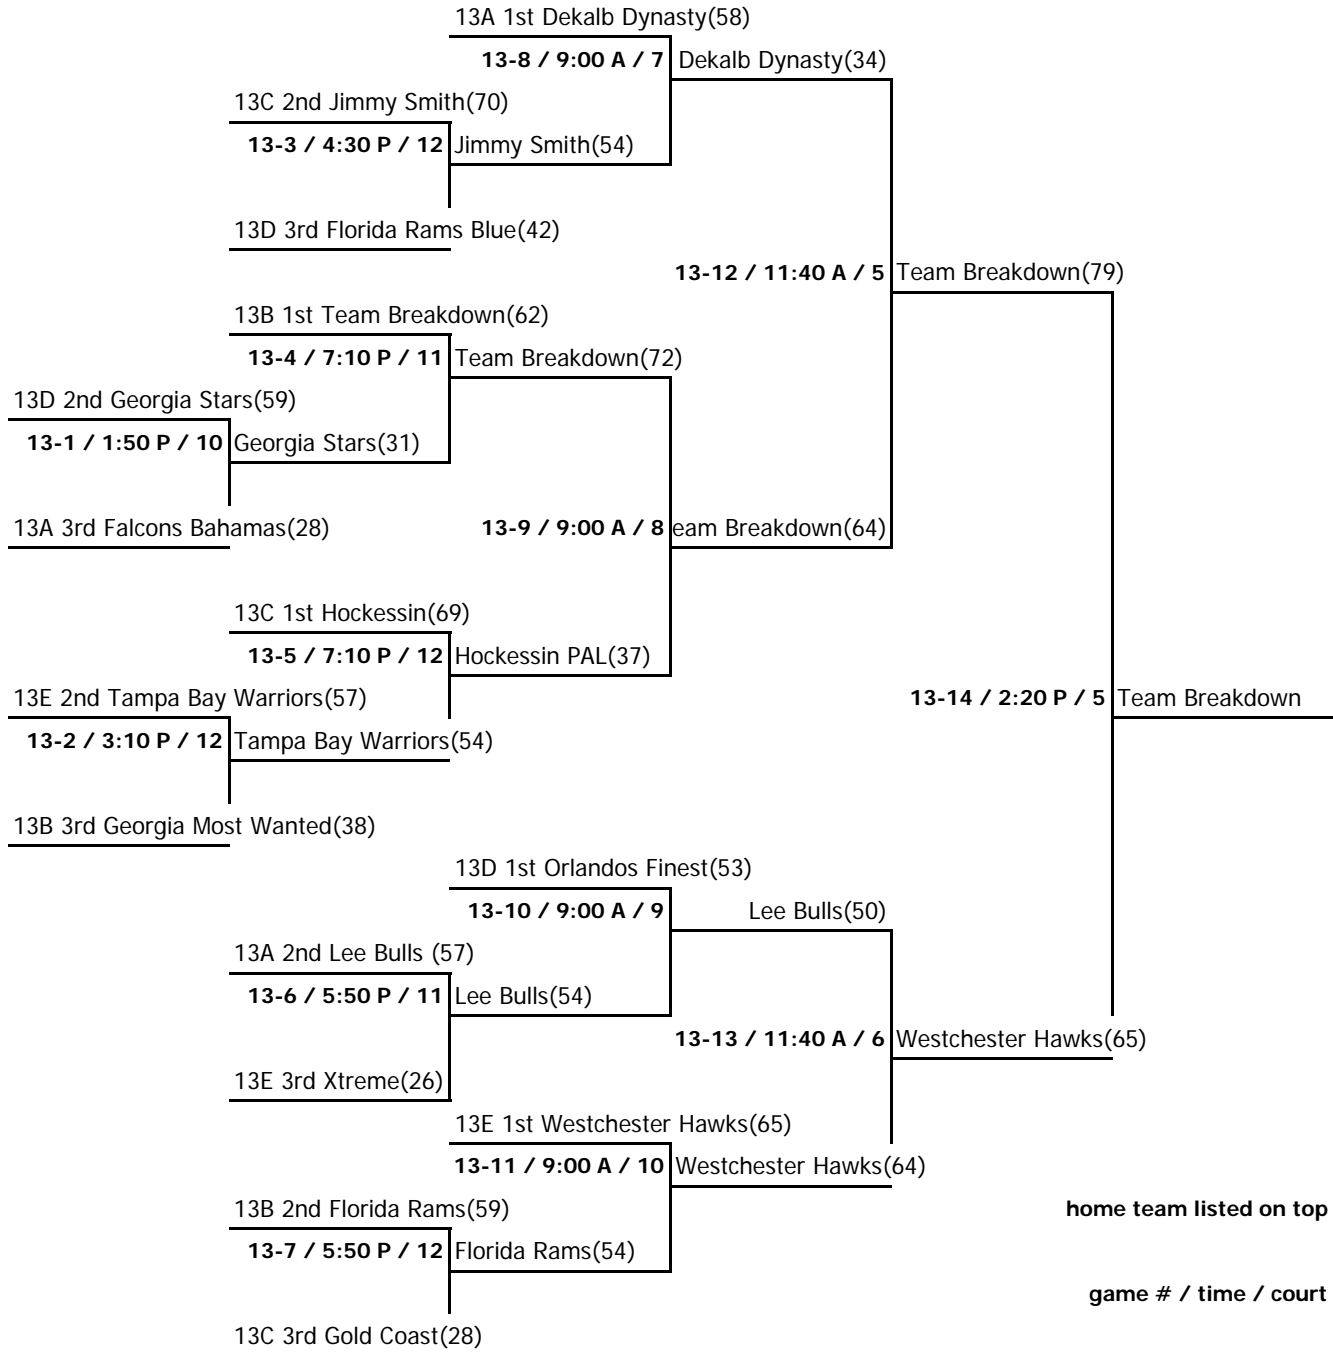 13A 1st Dekalb Dynasty(58)
13-8 / 9:00 A / 7 Dekalb Dynasty(34)
13C 2nd Jimmy Smith(70)
13-3 / 4:30 P / 12 Jimmy Smith(54)
13D 3rd Florida Rams Blue(42)
13-12 / 11:40 A / 5 Team Breakdown(79)
13B 1st Team Breakdown(62)
13-4 / 7:10 P / 11 Team Breakdown(72)
13D 2nd Georgia Stars(59)
13-1 / 1:50 P / 10 Georgia Stars(31)
13A 3rd Falcons Bahamas(28) 13-9 / 9:00 A / 8 eam Breakdown(64)
13C 1st Hockessin(69)
13-5 / 7:10 P / 12 Hockessin PAL(37)
13E 2nd Tampa Bay Warriors(57) 13-14 / 2:20 P / 5 Team Breakdown
13-2 / 3:10 P / 12 Tampa Bay Warriors(54)
13B 3rd Georgia Most Wanted(38)
13D 1st Orlandos Finest(53)
13-10 / 9:00 A / 9 Lee Bulls(50)
13A 2nd Lee Bulls (57)
13-6 / 5:50 P / 11 Lee Bulls(54)
13-13 / 11:40 A / 6 Westchester Hawks(65)
13E 3rd Xtreme(26)
13E 1st Westchester Hawks(65)
13-11 / 9:00 A / 10 Westchester Hawks(64)
13B 2nd Florida Rams(59) home team listed on top
13-7 / 5:50 P / 12 Florida Rams(54)
game # / time / court
13C 3rd Gold Coast(28)